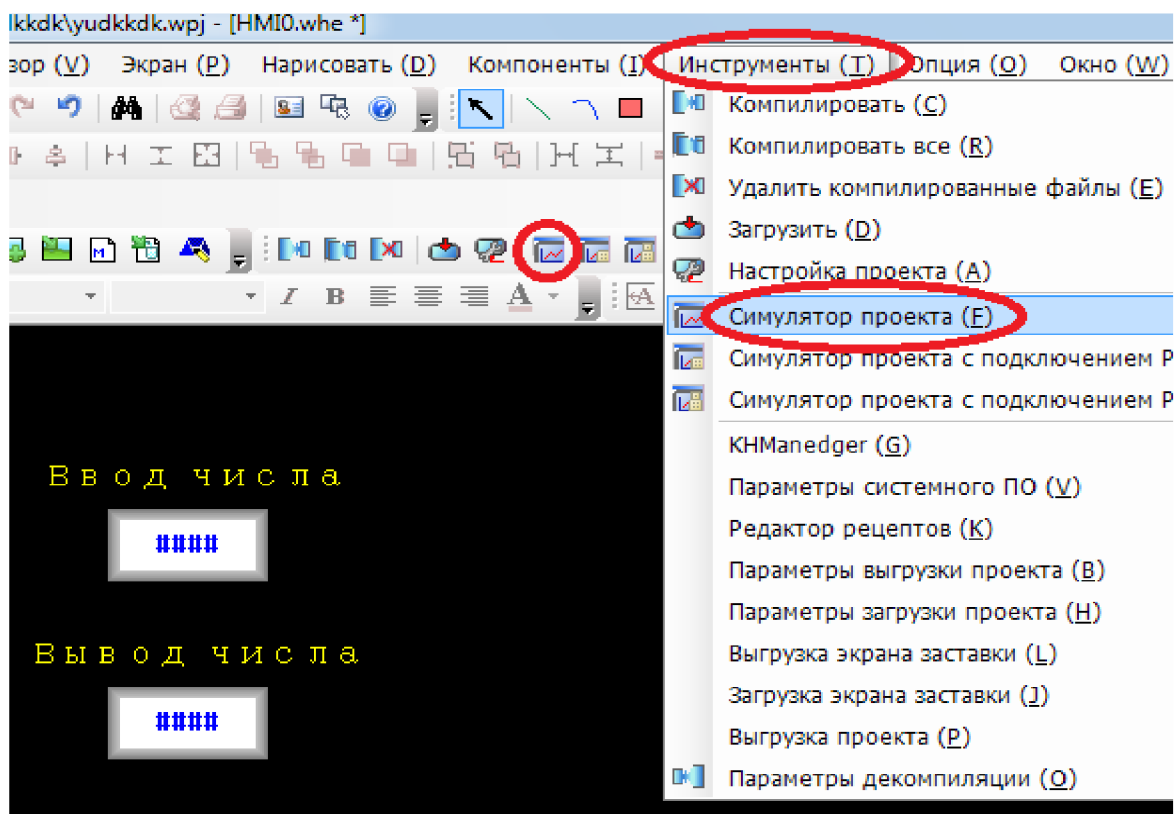 kkdk\yudkkdk.wpj - [HMI0.whe *]
зор (V) Экран (P) Нарисовать (D) Компоненты (I) Инструменты (T) Опция (O) Окно (W)
Компилировать (C)
Компилировать все (R)
Удалить компилированные файлы (E)
Загрузить (D)
Настройка проекта (A)
I B A A
Симулятор проекта (F)
Симулятор проекта с подключением P
Симулятор проекта с подключением P
KHManedger (G)
Параметры системного ПО (V)
Редактор рецептов (K)
Параметры выгрузки проекта (B)
Параметры загрузки проекта (H)
Выгрузка экрана заставки (L)
Загрузка экрана заставки (J)
Выгрузка проекта (P)
Параметры декомпиляции (O)
Ввод числа
####
Вывод числа
####